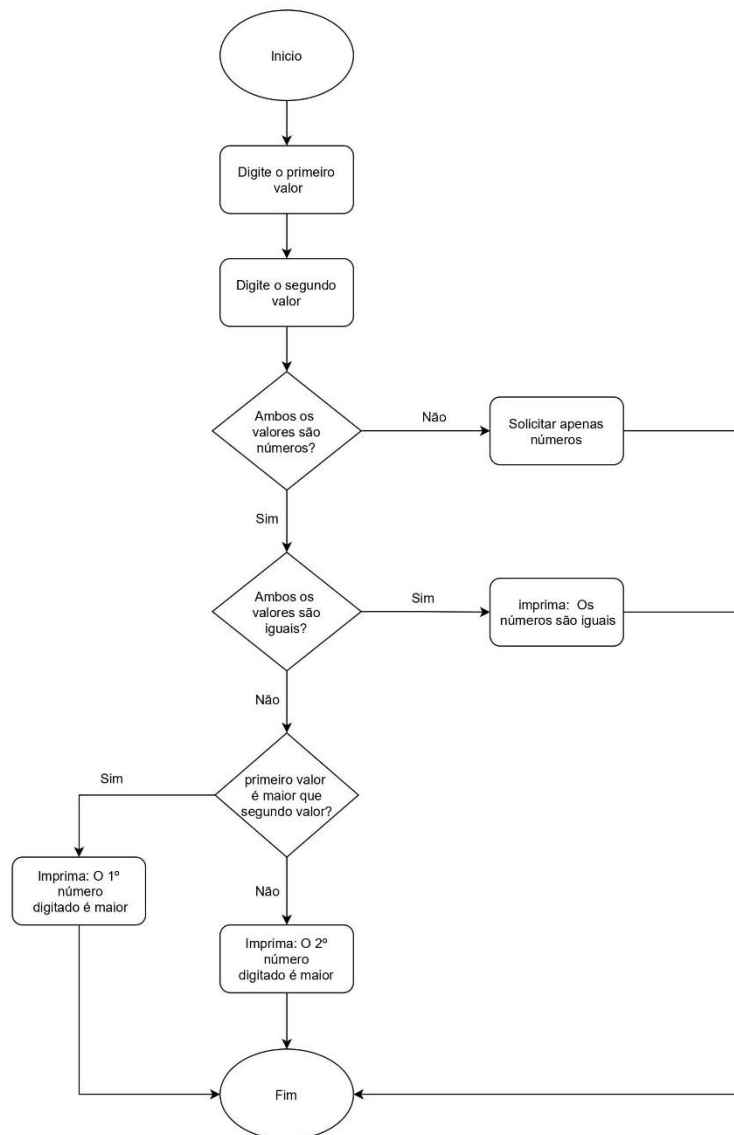 Inicio
Digite o primeiro
valor
Digite o segundo
valor
Ambos os
valores são
números?
Não
Solicitar apenas
números
Sim
Ambos os
valores são
iguais?
Sim
imprima:  Os
números são iguais
Não
primeiro valor
é maior que
segundo valor?
Sim
Imprima: O 1º
número
digitado é maior
Não
Imprima: O 2º
número
digitado é maior
Fim